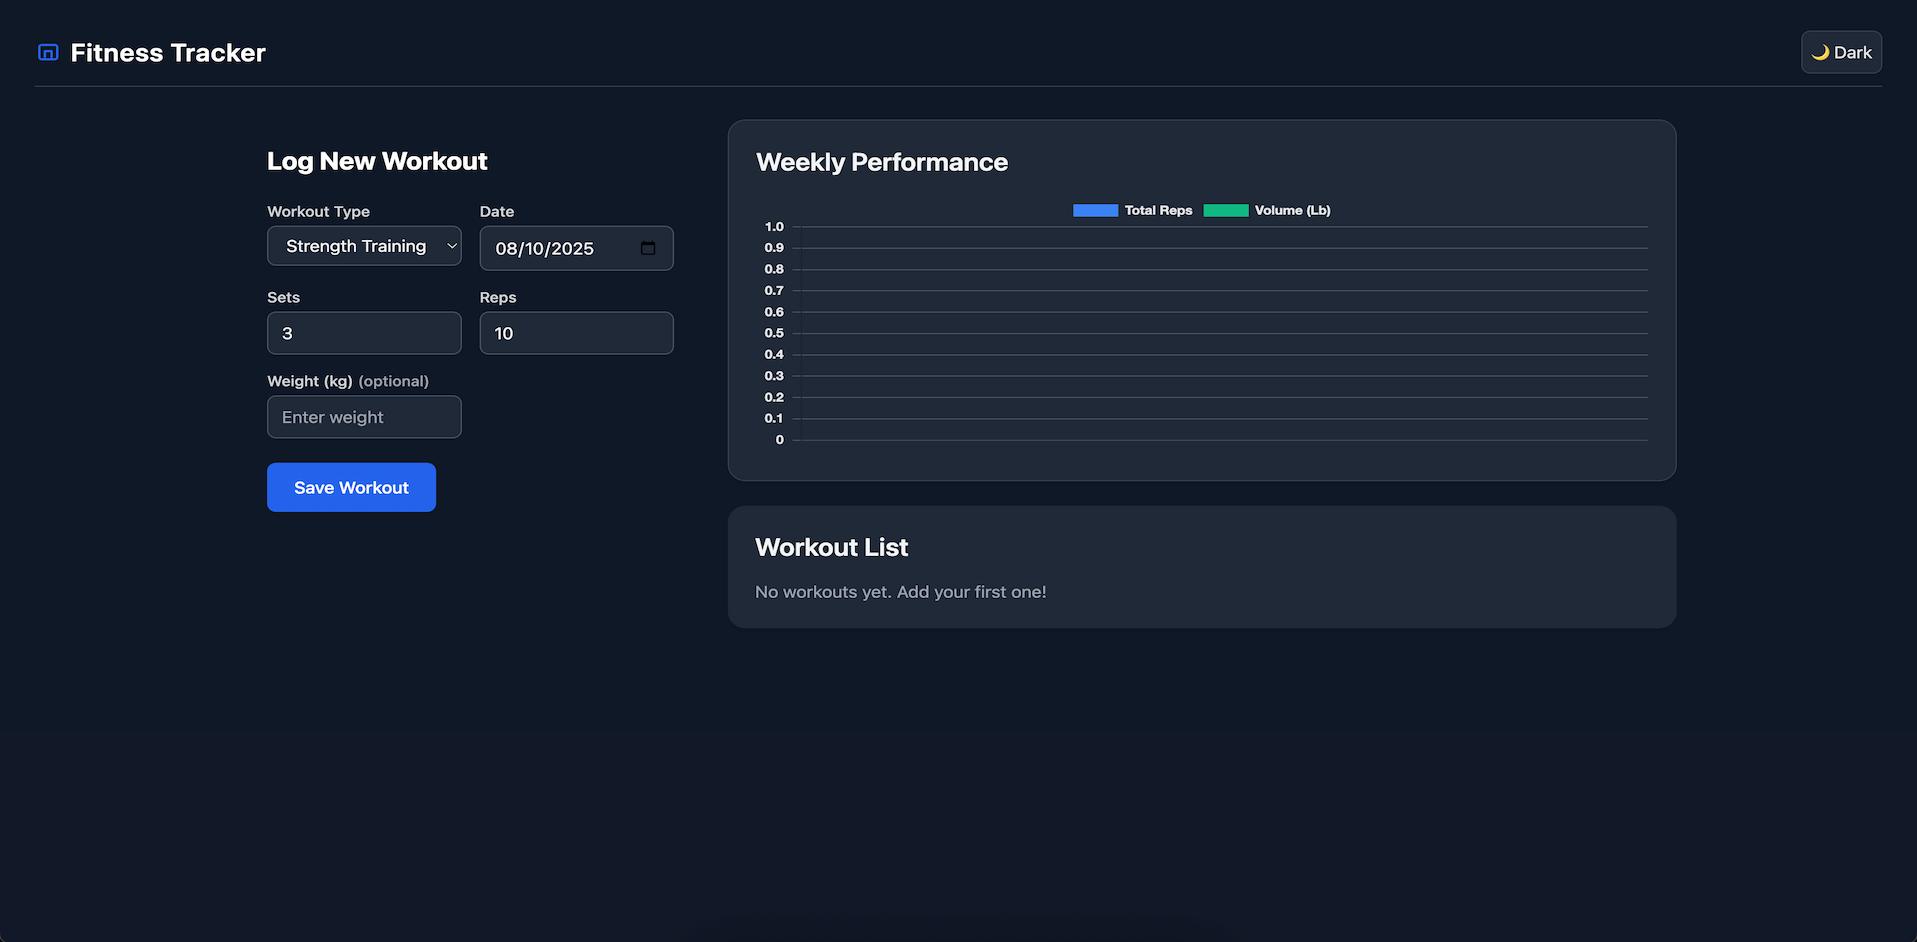 Fitness Tracker
🌙 Dark
Log New Workout
Workout Type
Date
Strength Training
08/10/2025
Sets
Reps
3
10
Weight (kg) (optional)
Enter weight
Save Workout
Weekly Performance
Total Reps
Volume (Lb)
1.0
0.9
0.8
0.7
0.6
0.5
0.4
0.3
0.2
0.1
0
Workout List
No workouts yet. Add your first one!